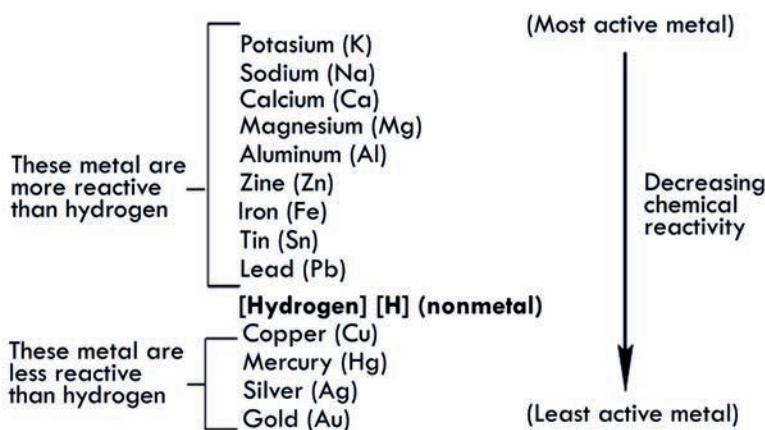 (Most active metal)
Potasium (K)
Sodium (Na)
Calcium (Ca)
Magnesium (Mg)
Aluminum (Al)
Zine (Zn)
Iron (Fe)
Tin (Sn)
Lead (Pb)
These metal are
more reactive
than hydrogen
[Hydrogen] [H] (nonmetal)
Copper (Cu)
Mercury (Hg)
Silver (Ag)
Gold (Au)
These metal are
less reactive
than hydrogen
Decreasing
chemical
reactivity
(Least active metal)